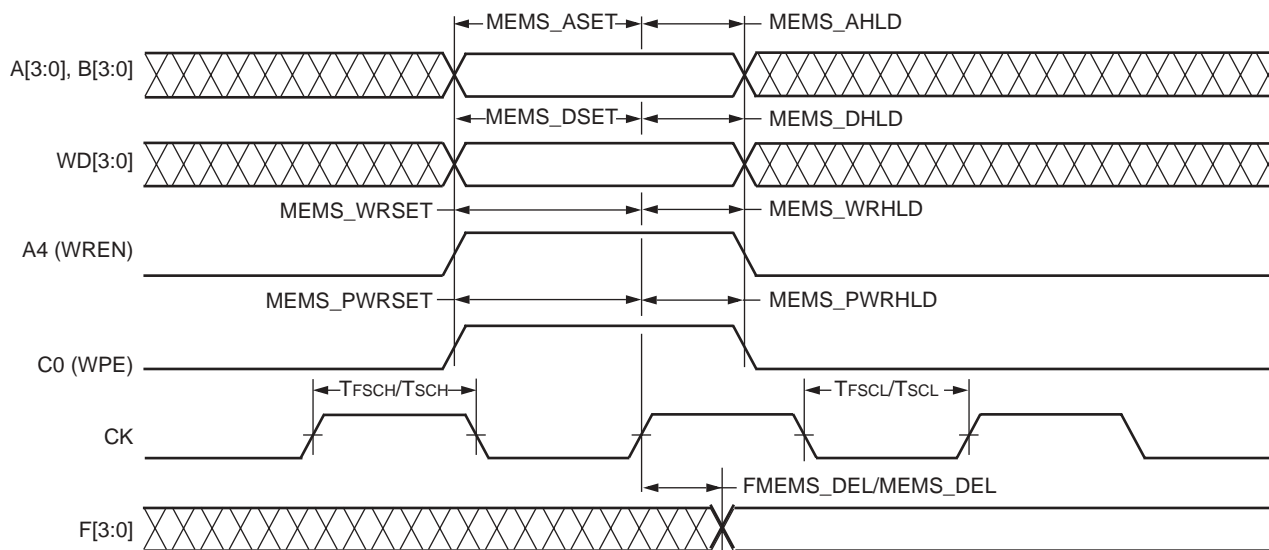 MEMS_ASET MEMS_AHLD
A[3:0], B[3:0]
MEMS_DSET MEMS_DHLD
WD[3:0]
MEMS_WRSET MEMS_WRHLD
A4 (WREN)
MEMS_PWRSET MEMS_PWRHLD
C0 (WPE)
TFSCH/TSCH TFSCL/TSCL
CK
FMEMS_DEL/MEMS_DEL
F[3:0]